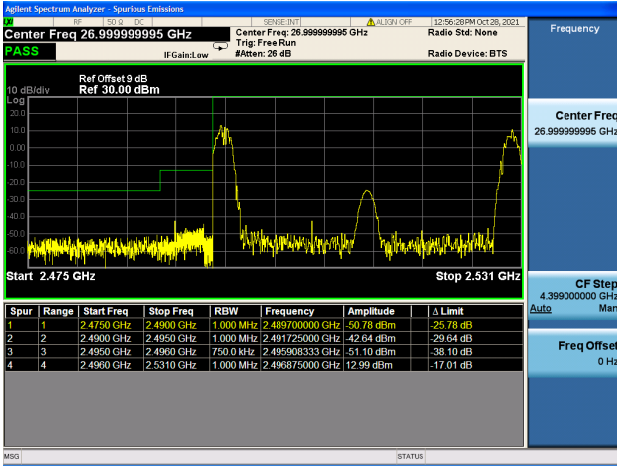 Agilent Spectrum Analyzer - Spurious Emissions
RF 50 Ω DC SENSE:INT ALIGN OFF 12:56:28 PM Oct 28, 2021
Center Freq 26.999999995 GHz
Center Freq: 26.999999995 GHz
Radio Std: None
Trig: Free Run
PASS
IFGain:Low
#Atten: 26 dB
Radio Device: BTS
Ref Offset 9 dB
10 dB/div
Ref 30.00 dBm
Log
20.0
10.0
0.00
-10.0
-20.0
-30.0
-40.0
-50.0
-60.0
Start 2.475 GHz
Stop 2.531 GHz
Spur Range Start Freq Stop Freq RBW Frequency Amplitude Δ Limit
1 1 2.4750 GHz 2.4900 GHz 1.000 MHz 2.489700000 GHz -50.78 dBm -25.78 dB
2 2 2.4900 GHz 2.4950 GHz 1.000 MHz 2.491725000 GHz -42.64 dBm -29.64 dB
3 3 2.4950 GHz 2.4960 GHz 750.0 kHz 2.495908333 GHz -51.10 dBm -38.10 dB
4 4 2.4960 GHz 2.5310 GHz 1.000 MHz 2.496875000 GHz 12.99 dBm -17.01 dB
MSG
STATUS
Frequency
Center Freq
26.999999995 GHz
CF Step
4.399000000 GHz
Auto Man
Freq Offset
0 Hz